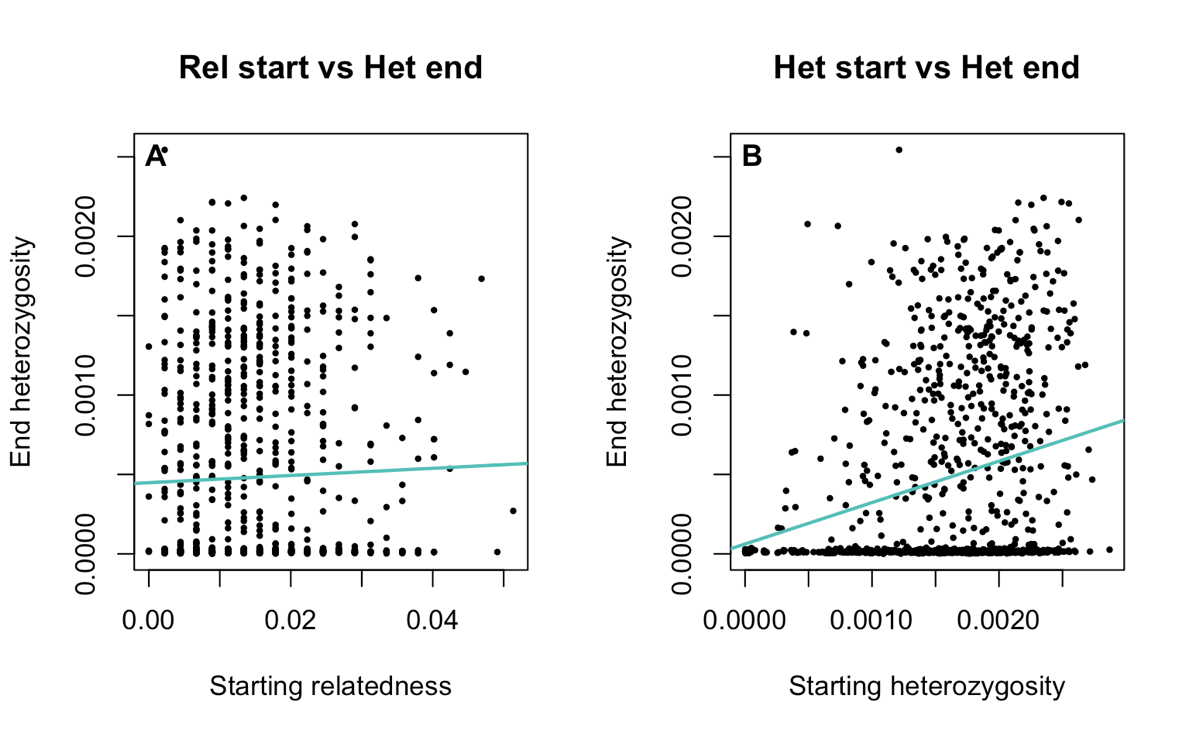 Rel start vs Het end
A
End heterozygosity
0.0020
0.0010
0.0000
0.00 0.02 0.04
Starting relatedness
Het start vs Het end
B
End heterozygosity
0.0020
0.0010
0.0000
0.0000 0.0010 0.0020
Starting heterozygosity